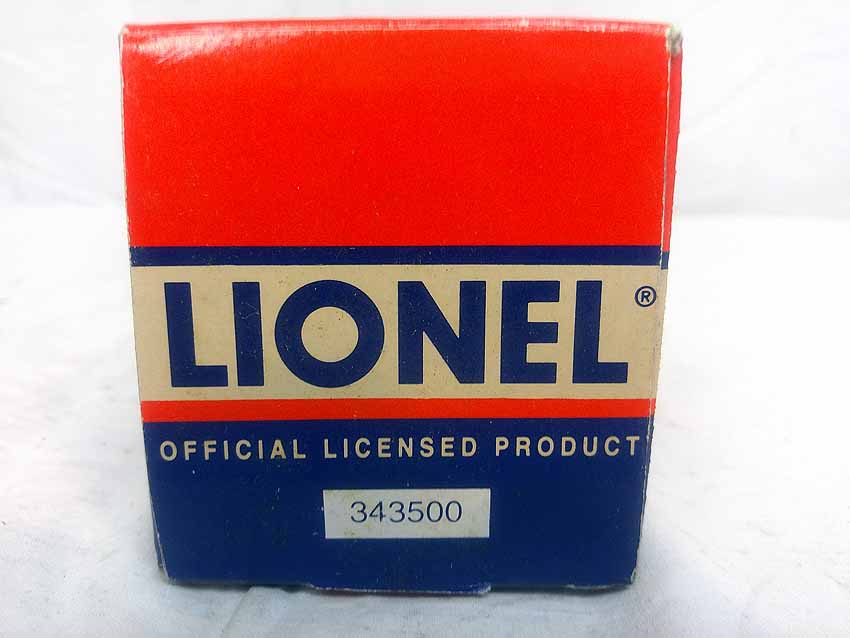 LIONEL®
OFFICIAL LICENSED PRODUCT
343500